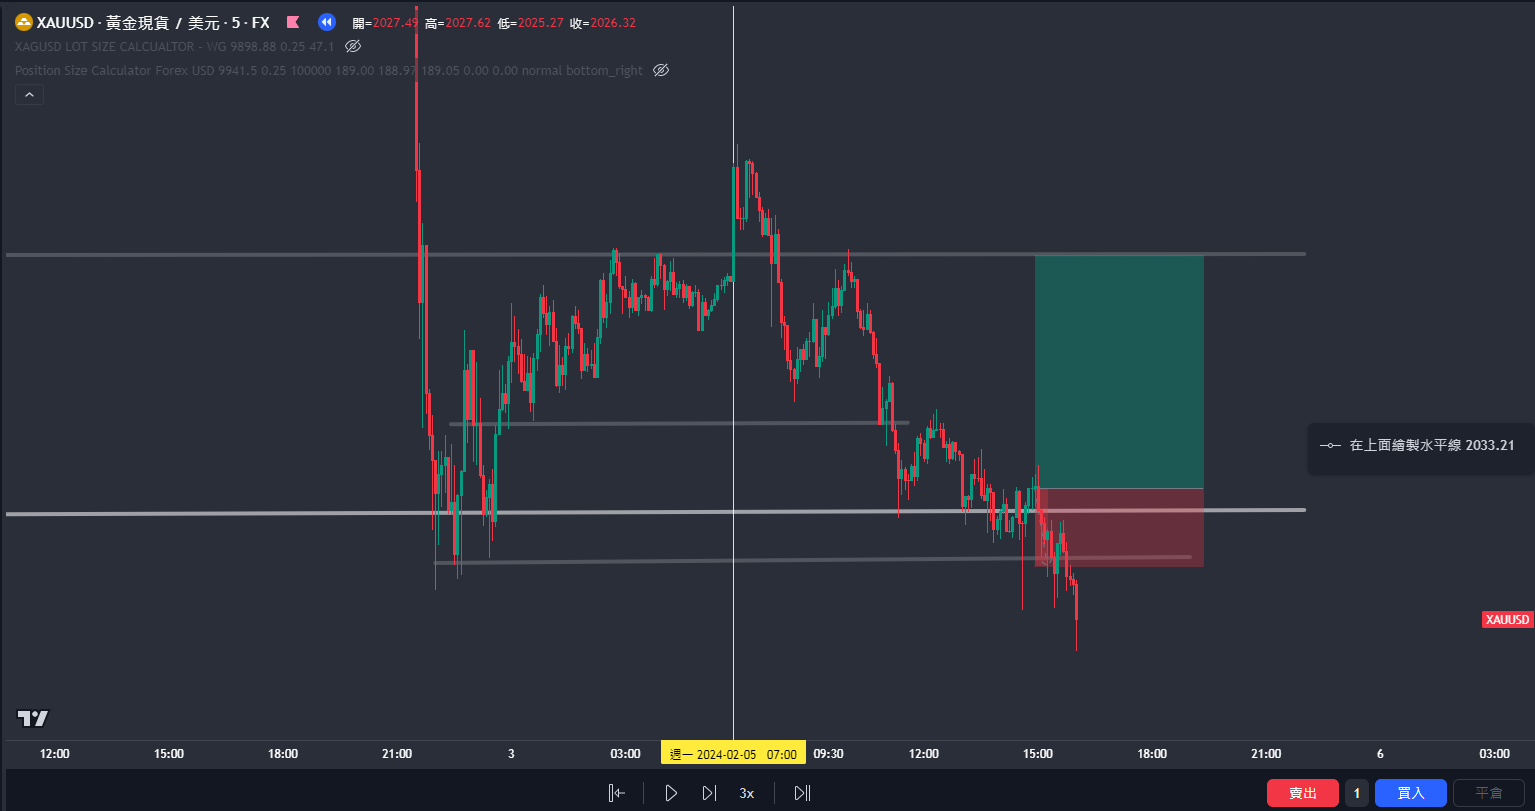 XAUUSD · 黃金現貨 / 美元 · 5 · FX 開=2027.49 高=2027.62 低=2025.27 收=2026.32
XAGUSD LOT SIZE CALCUALTOR - WG 9898.88 0.25 47.1
Position Size Calculator Forex USD 9941.5 0.25 100000 189.00 188.97 189.05 0.00 0.00 normal bottom_right
在上面繪製水平線 2033.21
XAUUSD
12:00 15:00 18:00 21:00 3 03:00 週一 2024-02-05 07:00 09:30 12:00 15:00 18:00 21:00 6 03:00
3x 賣出 1 買入 平倉